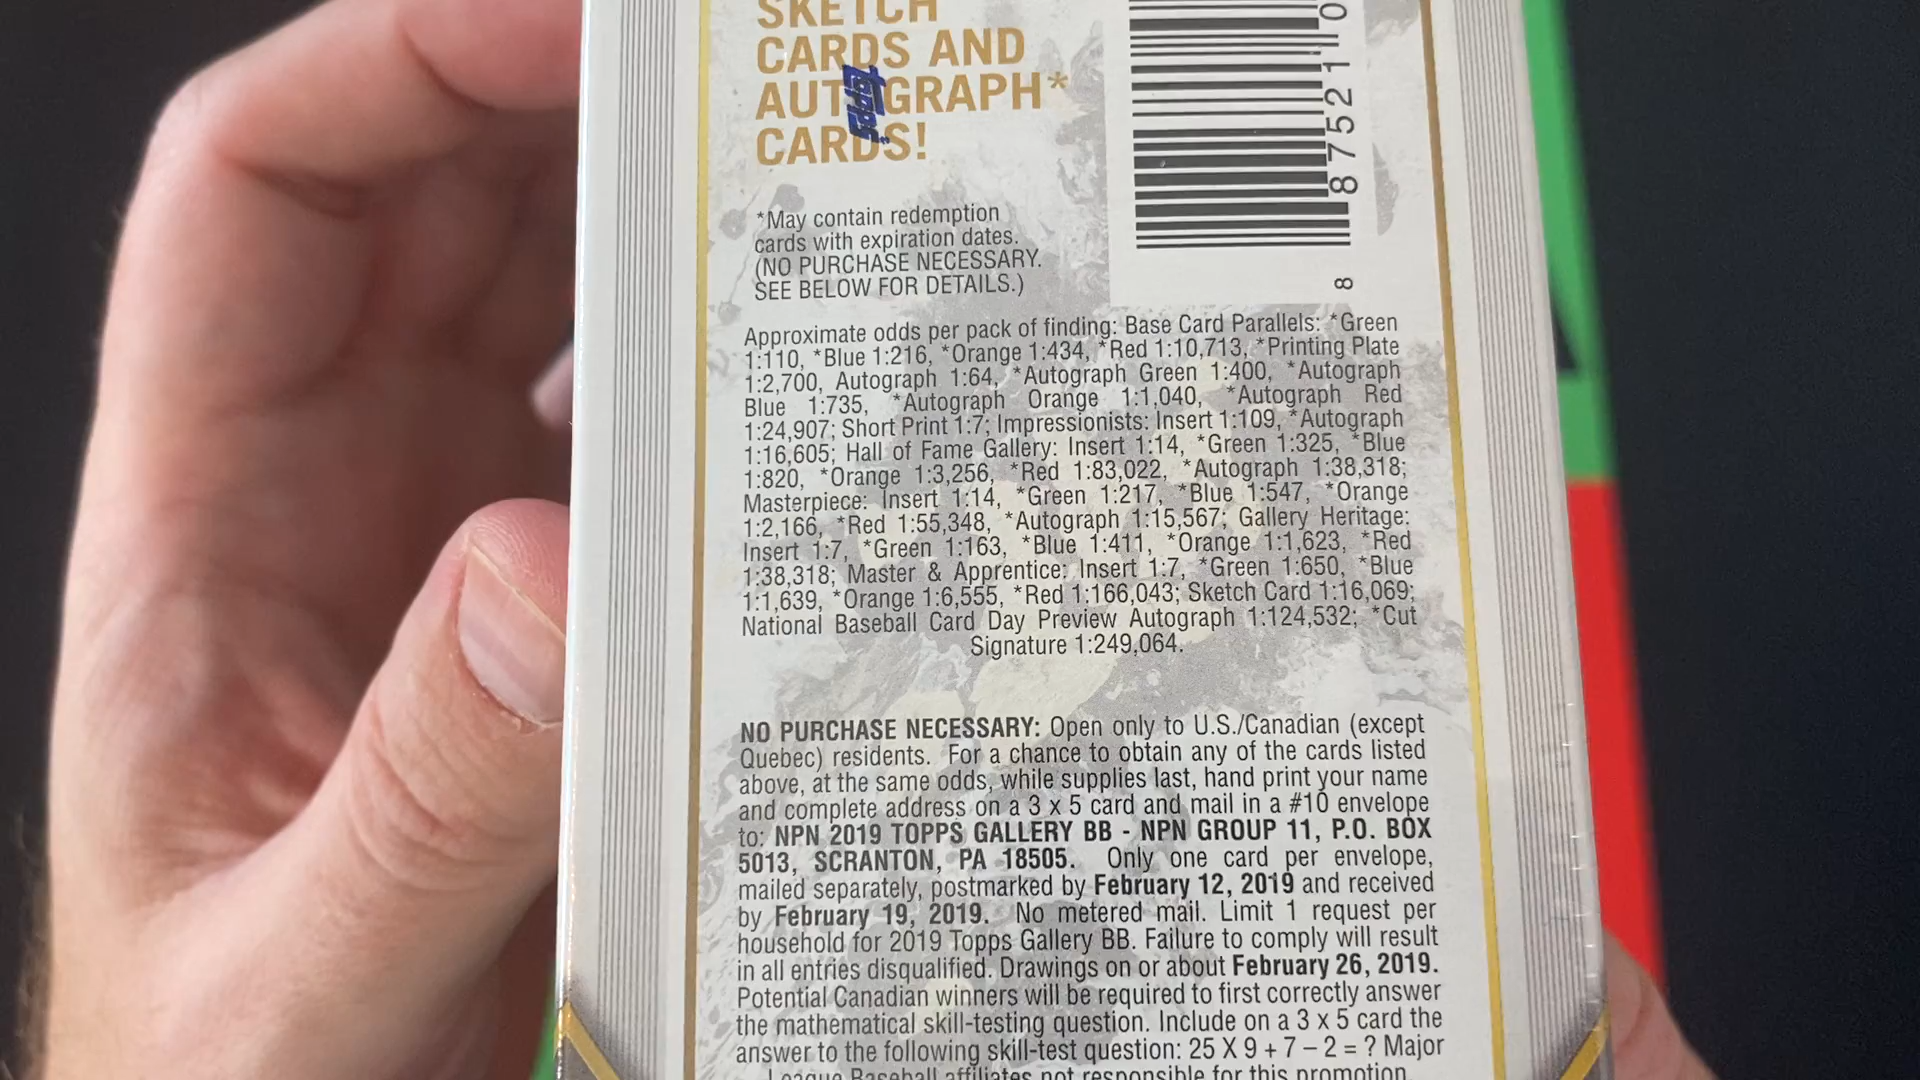 SKETCH
CARDS AND
AUTOGRAPH*
CARDS!
topps
8 87521 0
*May contain redemption
cards with expiration dates.
(NO PURCHASE NECESSARY.
SEE BELOW FOR DETAILS.)
Approximate odds per pack of finding: Base Card Parallels: *Green
1:110, *Blue 1:216, *Orange 1:434, *Red 1:10,713, *Printing Plate
1:2,700, Autograph 1:64, *Autograph Green 1:400, *Autograph
Blue 1:735, *Autograph Orange 1:1,040, *Autograph Red
1:24,907; Short Print 1:7; Impressionists: Insert 1:109, *Autograph
1:16,605; Hall of Fame Gallery: Insert 1:14, *Green 1:325, *Blue
1:820, *Orange 1:3,256, *Red 1:83,022, *Autograph 1:38,318;
Masterpiece: Insert 1:14, *Green 1:217, *Blue 1:547, *Orange
1:2,166, *Red 1:55,348, *Autograph 1:15,567; Gallery Heritage:
Insert 1:7, *Green 1:163, *Blue 1:411, *Orange 1:1,623, *Red
1:38,318; Master & Apprentice: Insert 1:7, *Green 1:650, *Blue
1:1,639, *Orange 1:6,555, *Red 1:166,043; Sketch Card 1:16,069;
National Baseball Card Day Preview Autograph 1:124,532; *Cut
Signature 1:249,064.
NO PURCHASE NECESSARY: Open only to U.S./Canadian (except
Quebec) residents. For a chance to obtain any of the cards listed
above, at the same odds, while supplies last, hand print your name
and complete address on a 3 x 5 card and mail in a #10 envelope
to: NPN 2019 TOPPS GALLERY BB - NPN GROUP 11, P.O. BOX
5013, SCRANTON, PA 18505. Only one card per envelope,
mailed separately, postmarked by February 12, 2019 and received
by February 19, 2019. No metered mail. Limit 1 request per
household for 2019 Topps Gallery BB. Failure to comply will result
in all entries disqualified. Drawings on or about February 26, 2019.
Potential Canadian winners will be required to first correctly answer
the mathematical skill-testing question. Include on a 3 x 5 card the
answer to the following skill-test question: 25 X 9 + 7 – 2 = ? Major
League Baseball affiliates not responsible for this promotion.